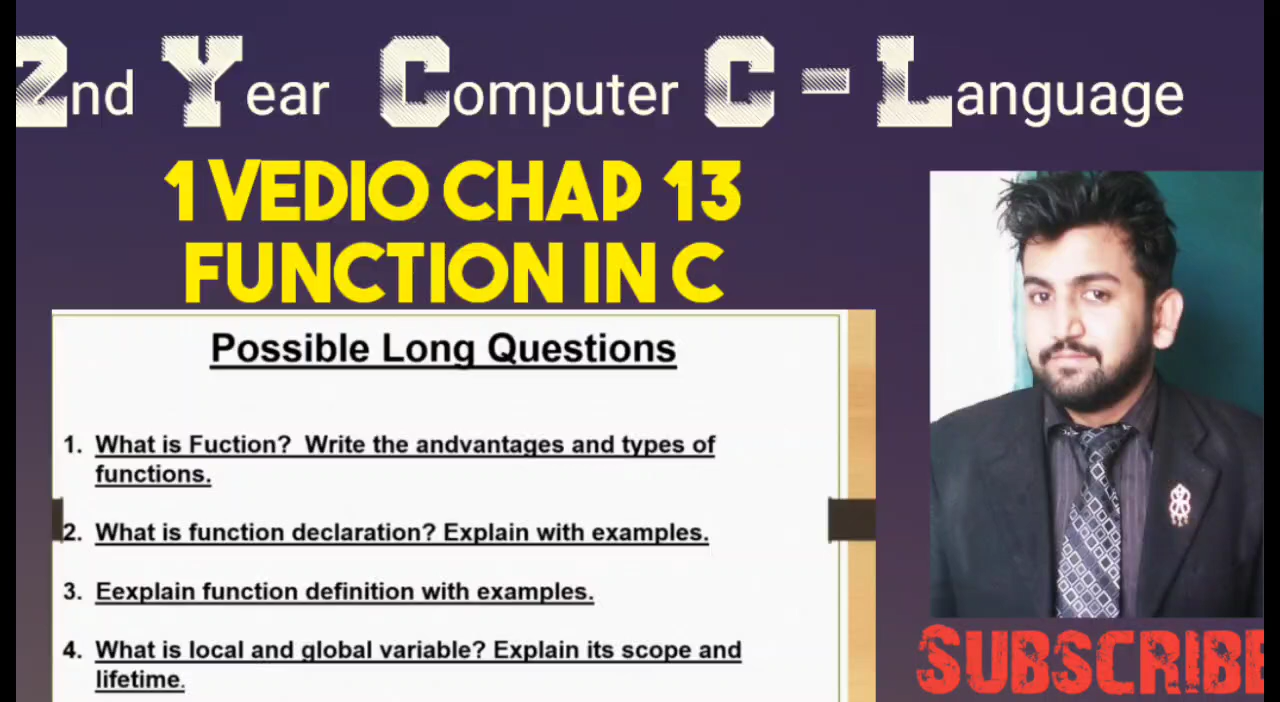 2nd Year Computer C - Language
1 VEDIO CHAP 13
FUNCTION IN C
Possible Long Questions
1. What is Fuction? Write the andvantages and types of
functions.
2. What is function declaration? Explain with examples.
3. Eexplain function definition with examples.
4. What is local and global variable? Explain its scope and
lifetime.
SUBSCRIBE